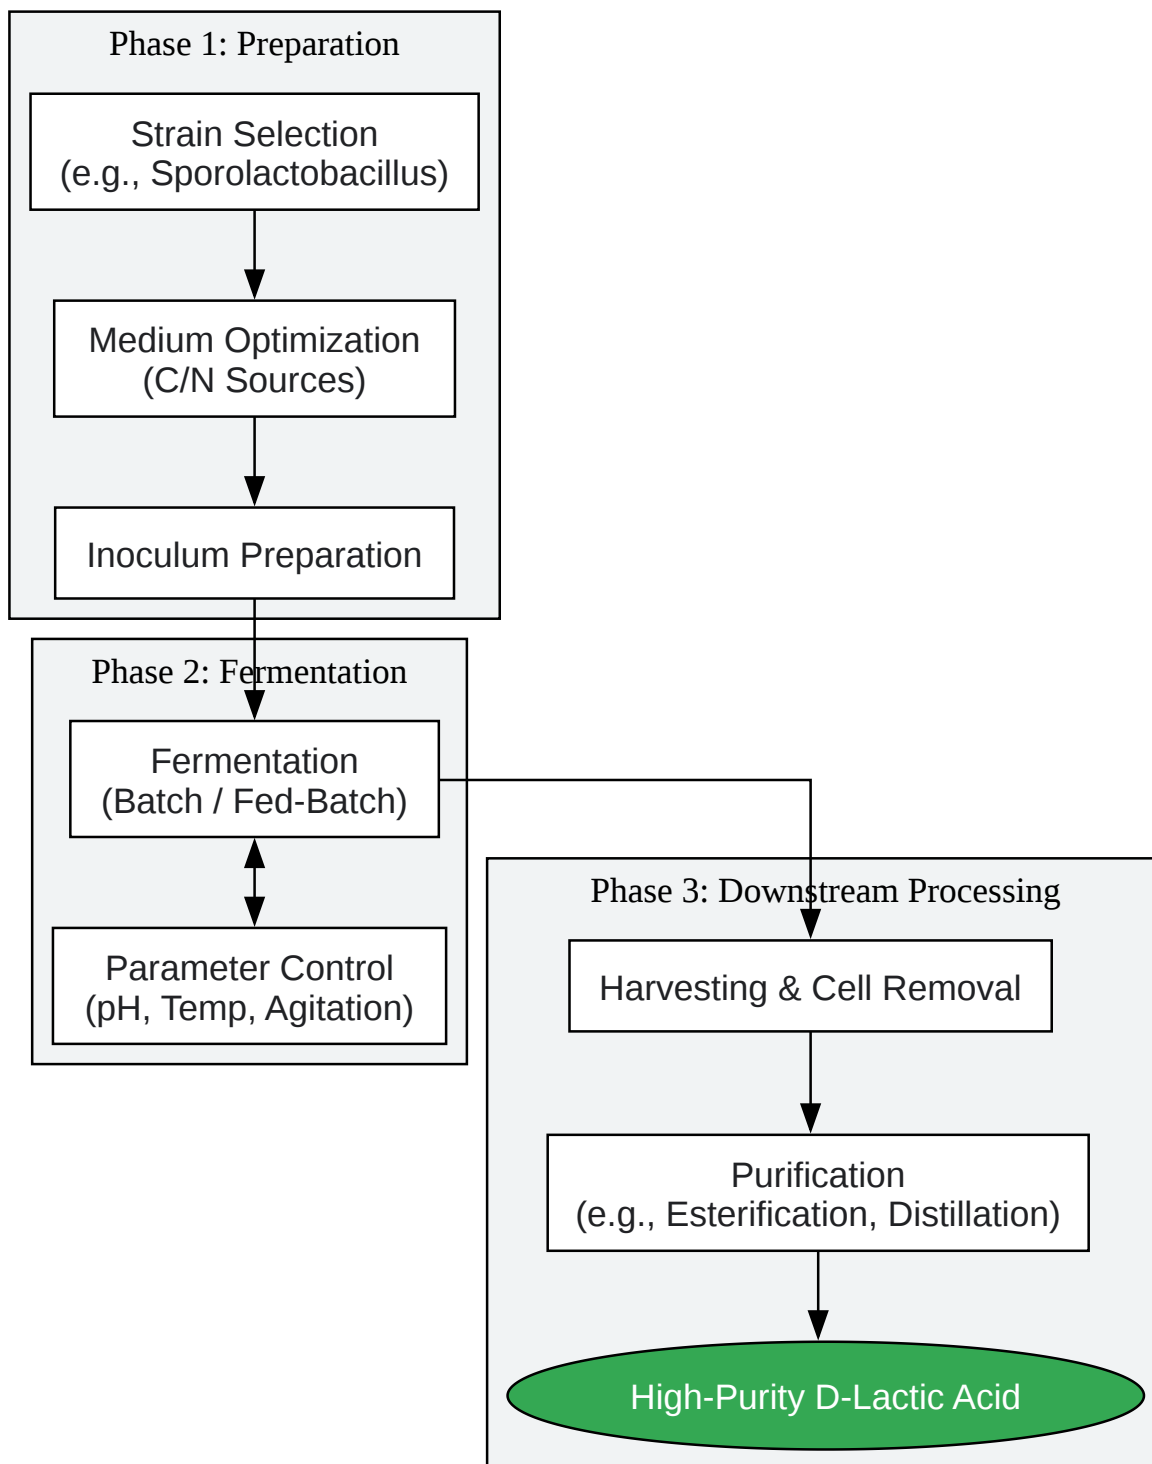 Phase 1: Preparation
Strain Selection
(e.g., Sporolactobacillus)
Medium Optimization
(C/N Sources)
Inoculum Preparation
Phase 2: Fermentation
Fermentation
(Batch / Fed-Batch)
Parameter Control
(pH, Temp, Agitation)
Phase 3: Downstream Processing
Harvesting & Cell Removal
Purification
(e.g., Esterification, Distillation)
High-Purity D-Lactic Acid